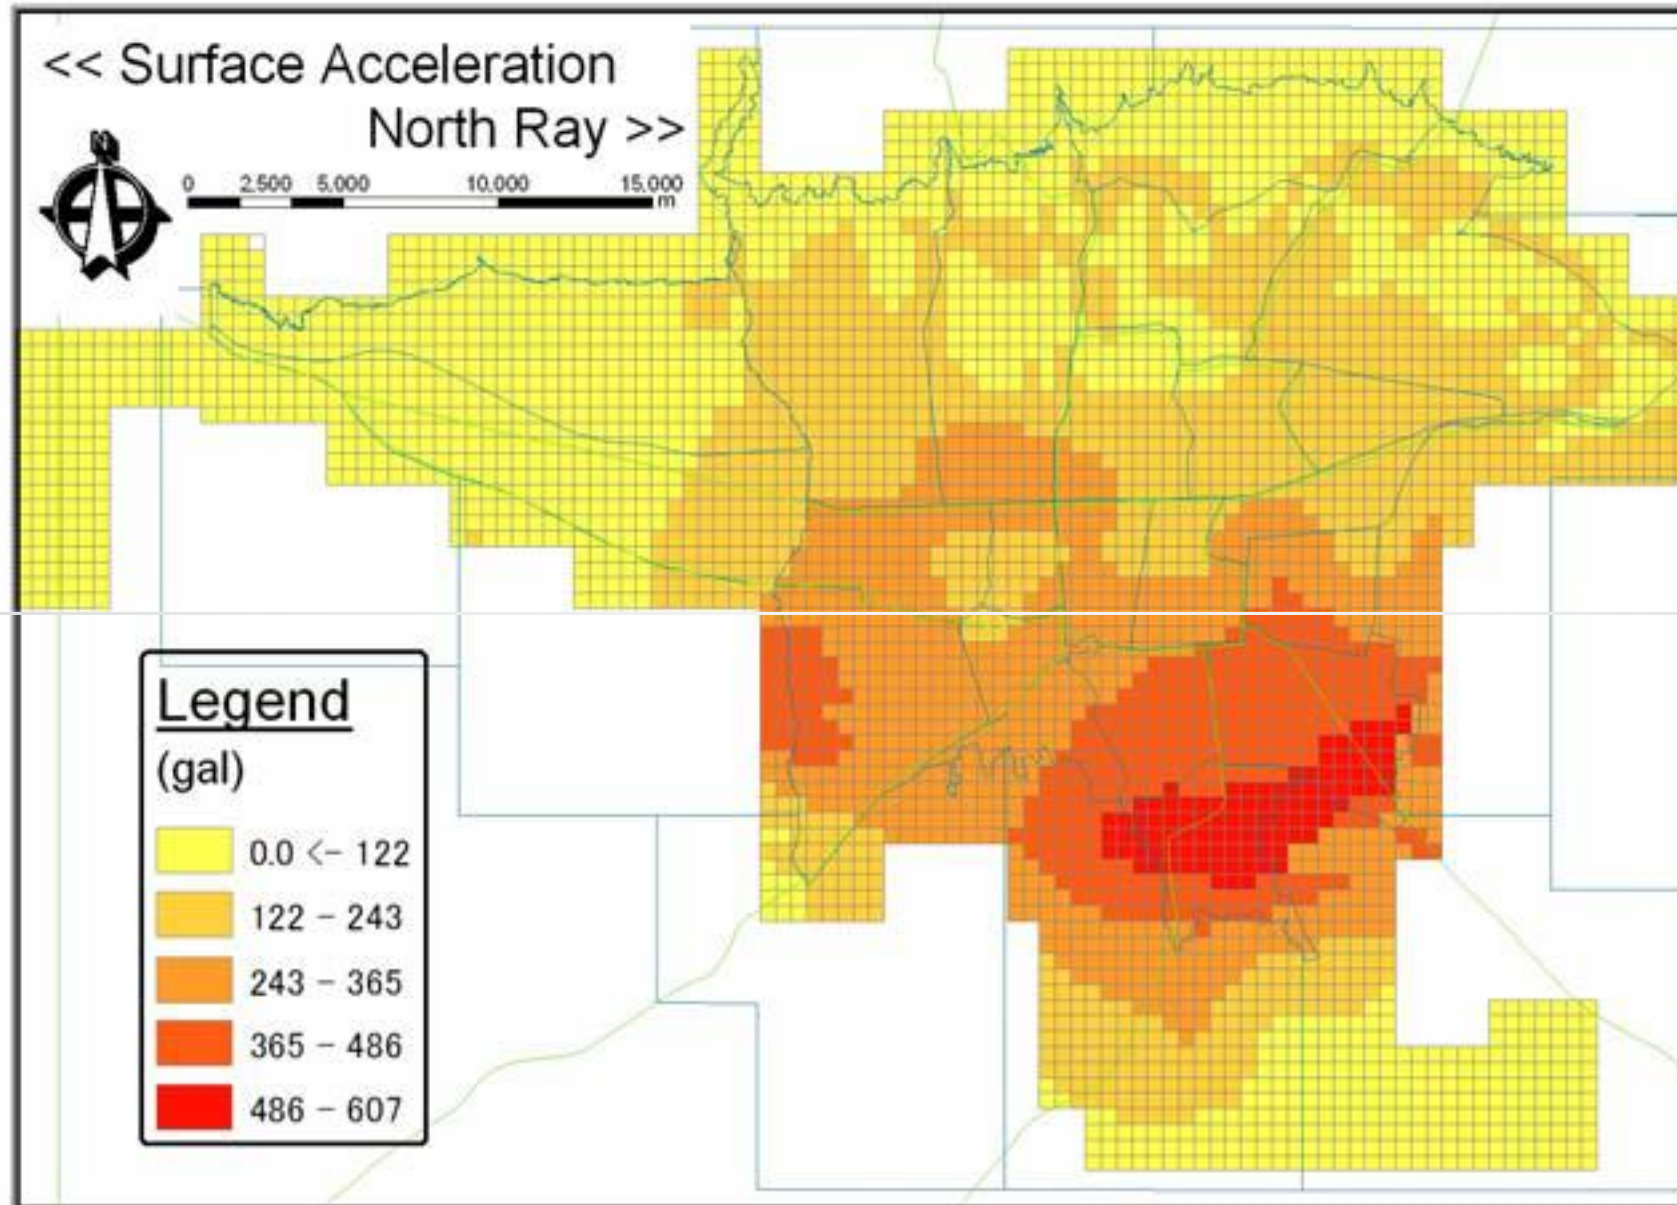 << Surface Acceleration
North Ray >>
N
0 2,500 5,000 10,000 15,000
m
Legend
(gal)
0.0 <- 122
122 - 243
243 - 365
365 - 486
486 - 607